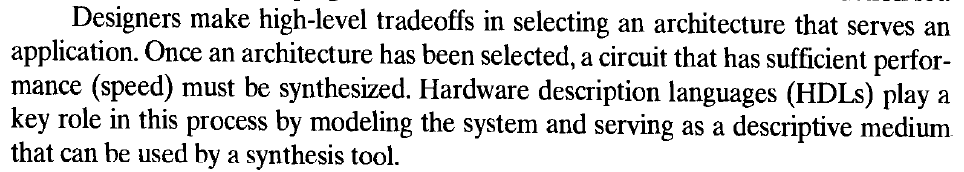 Designers make high-level tradeoffs in selecting an architecture that serves an
application. Once an architecture has been selected, a circuit that has sufficient perfor-
mance (speed) must be synthesized. Hardware description languages (HDLs) play a
key role in this process by modeling the system and serving as a descriptive medium
that can be used by a synthesis tool.